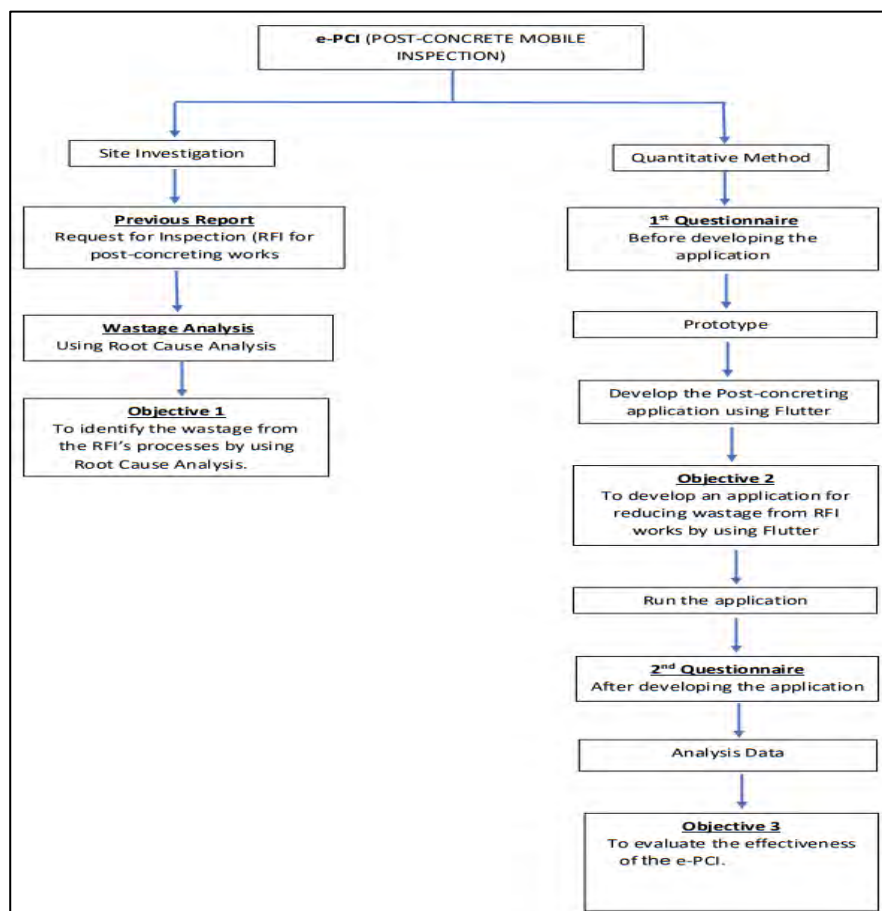 e-PCI (POST-CONCRETE MOBILE
INSPECTION)
Site Investigation
Previous Report
Request for Inspection (RFI for
post-concreting works
Wastage Analysis
Using Root Cause Analysis
Objective 1
To identify the wastage from
the RFI's processes by using
Root Cause Analysis.
Quantitative Method
1st Questionnaire
Before developing the
application
Prototype
Develop the Post-concreting
application using Flutter
Objective 2
To develop an application for
reducing wastage from RFI
works by using Flutter
Run the application
2nd Questionnaire
After developing the application
Analysis Data
Objective 3
To evaluate the effectiveness
of the e-PCI.